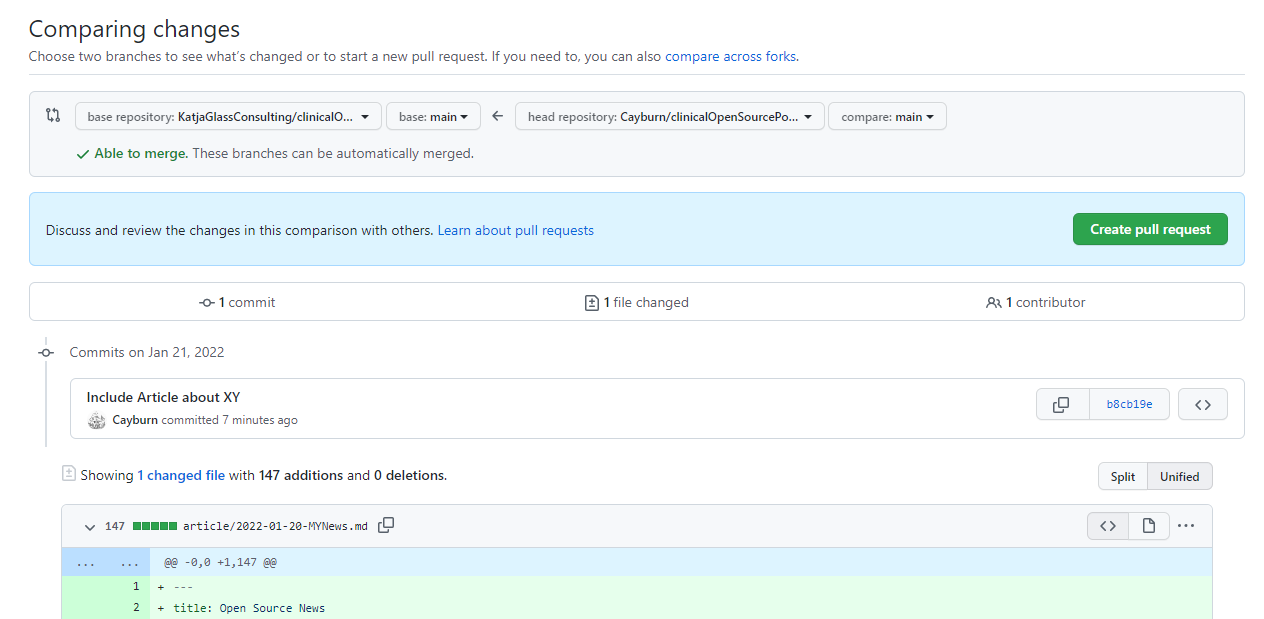 Comparing changes
Choose two branches to see what's changed or to start a new pull request. If you need to, you can also compare across forks.
base repository: KatjaGlassConsulting/clinicalO... base: main head repository: Cayburn/clinicalOpenSourcePo... compare: main
Able to merge. These branches can be automatically merged.
Discuss and review the changes in this comparison with others. Learn about pull requests Create pull request
1 commit 1 file changed 1 contributor
Commits on Jan 21, 2022
Include Article about XY
Cayburn committed 7 minutes ago b8cb19e
Showing 1 changed file with 147 additions and 0 deletions. Split Unified
147 article/2022-01-20-MYNews.md
... ... @@ -0,0 +1,147 @@
1 + ---
2 + title: Open Source News